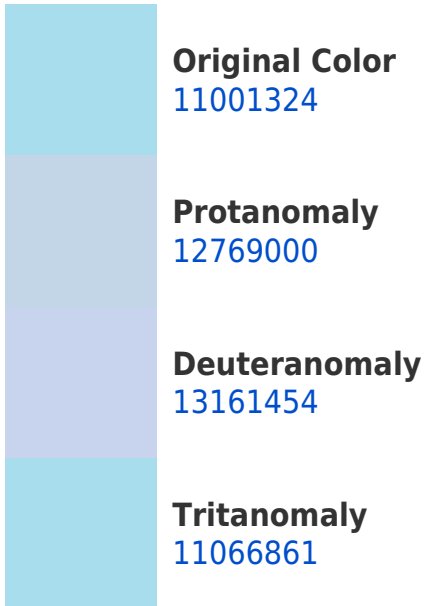 Original Color
11001324
Protanomaly
12769000
Deuteranomaly
13161454
Tritanomaly
11066861